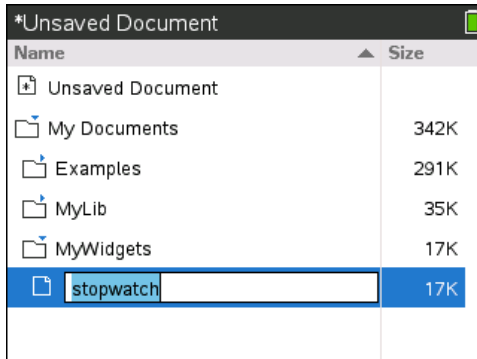 *Unsaved Document
Name Size
Unsaved Document
My Documents 342K
Examples 291K
MyLib 35K
MyWidgets 17K
stopwatch 17K